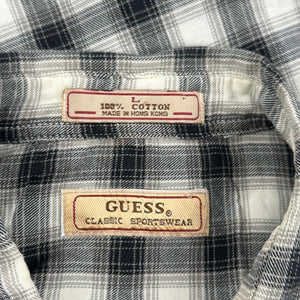 L
100% COTTON
MADE IN HONG KONG
GUESS®
CLASSIC SPORTSWEAR